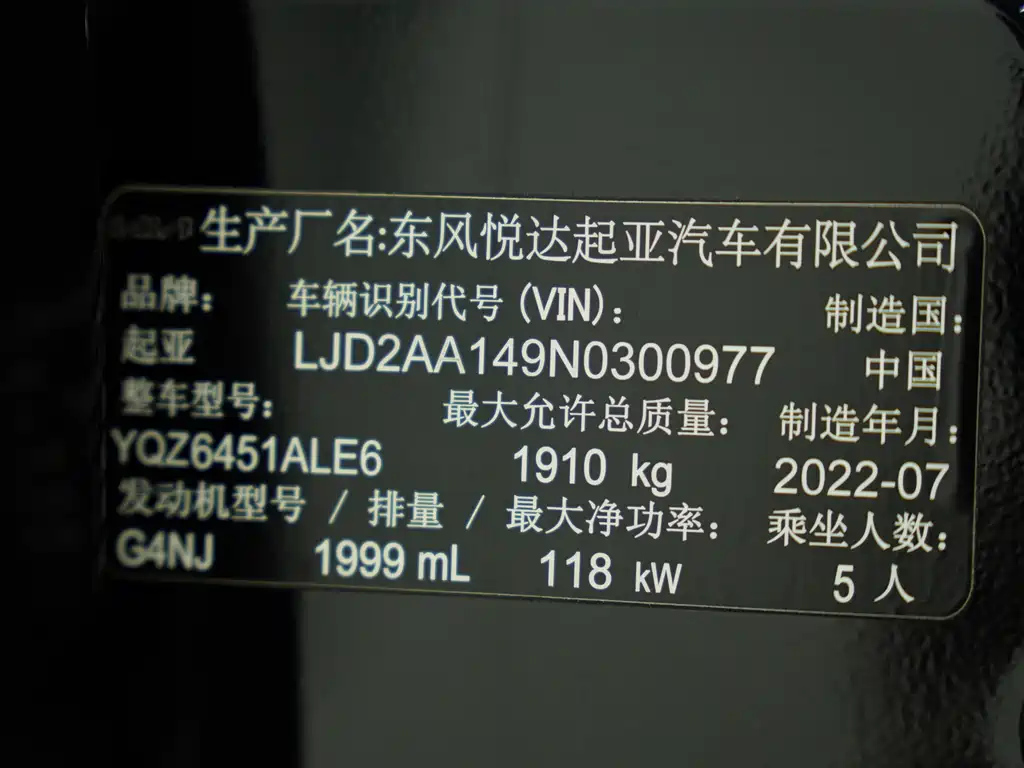 生产厂名:东风悦达起亚汽车有限公司
品牌: 车辆识别代号 (VIN): 制造国:
起亚 LJD2AA149N0300977 中国
整车型号: 最大允许总质量: 制造年月:
YQZ6451ALE6 1910 kg 2022-07
发动机型号 / 排量 / 最大净功率: 乘坐人数:
G4NJ 1999 mL 118 kW 5 人